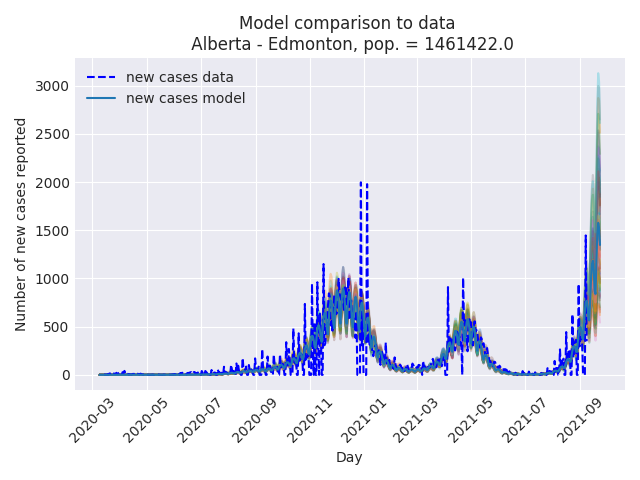 Model comparison to data
Alberta - Edmonton, pop. = 1461422.0
new cases data
new cases model
Number of new cases reported
3000
2500
2000
1500
1000
500
0
2020-03
2020-05
2020-07
2020-09
2020-11
2021-01
2021-03
2021-05
2021-07
2021-09
Day